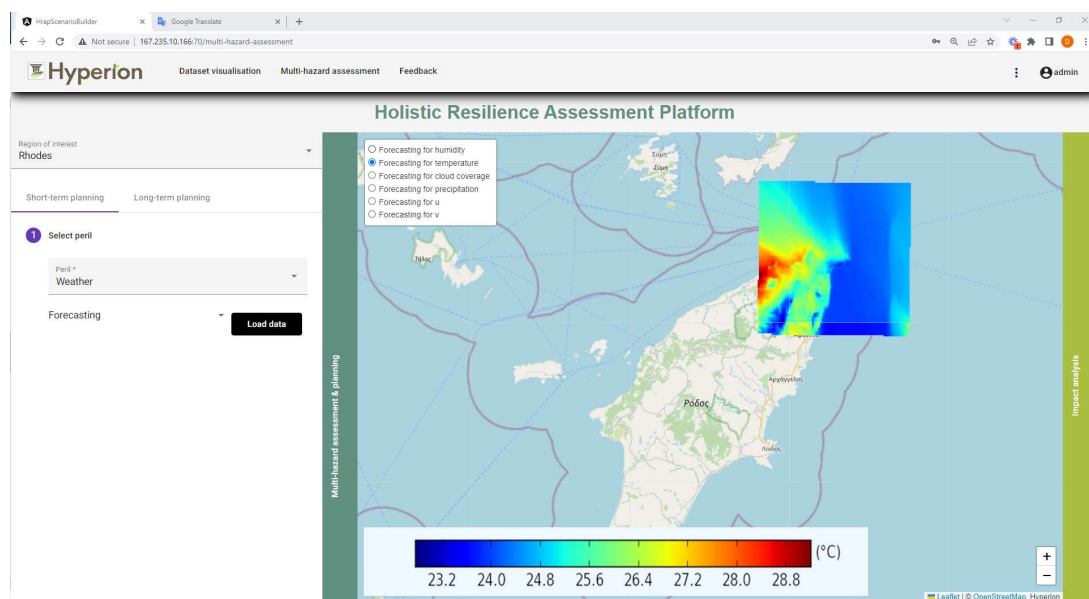 HrapScenarioBuilder
Google Translate
Not secure | 167.235.10.166:70/multi-hazard-assessment
Hyperion
Dataset visualisation
Multi-hazard assessment
Feedback
admin
Holistic Resilience Assessment Platform
Region of interest
Rhodes
Short-term planning
Long-term planning
1 Select peril
Peril *
Weather
Forecasting
Load data
Multi-hazard assessment & planning
Forecasting for humidity
Forecasting for temperature
Forecasting for cloud coverage
Forecasting for precipitation
Forecasting for u
Forecasting for v
Σύμη
Σύμη
Τήλος
Αρχάγγελος
Ρόδος
Λίνδος
(°C)
23.2 24.0 24.8 25.6 26.4 27.2 28.0 28.8
+
−
Leaflet | © OpenStreetMap, Hyperion
Impact analysis